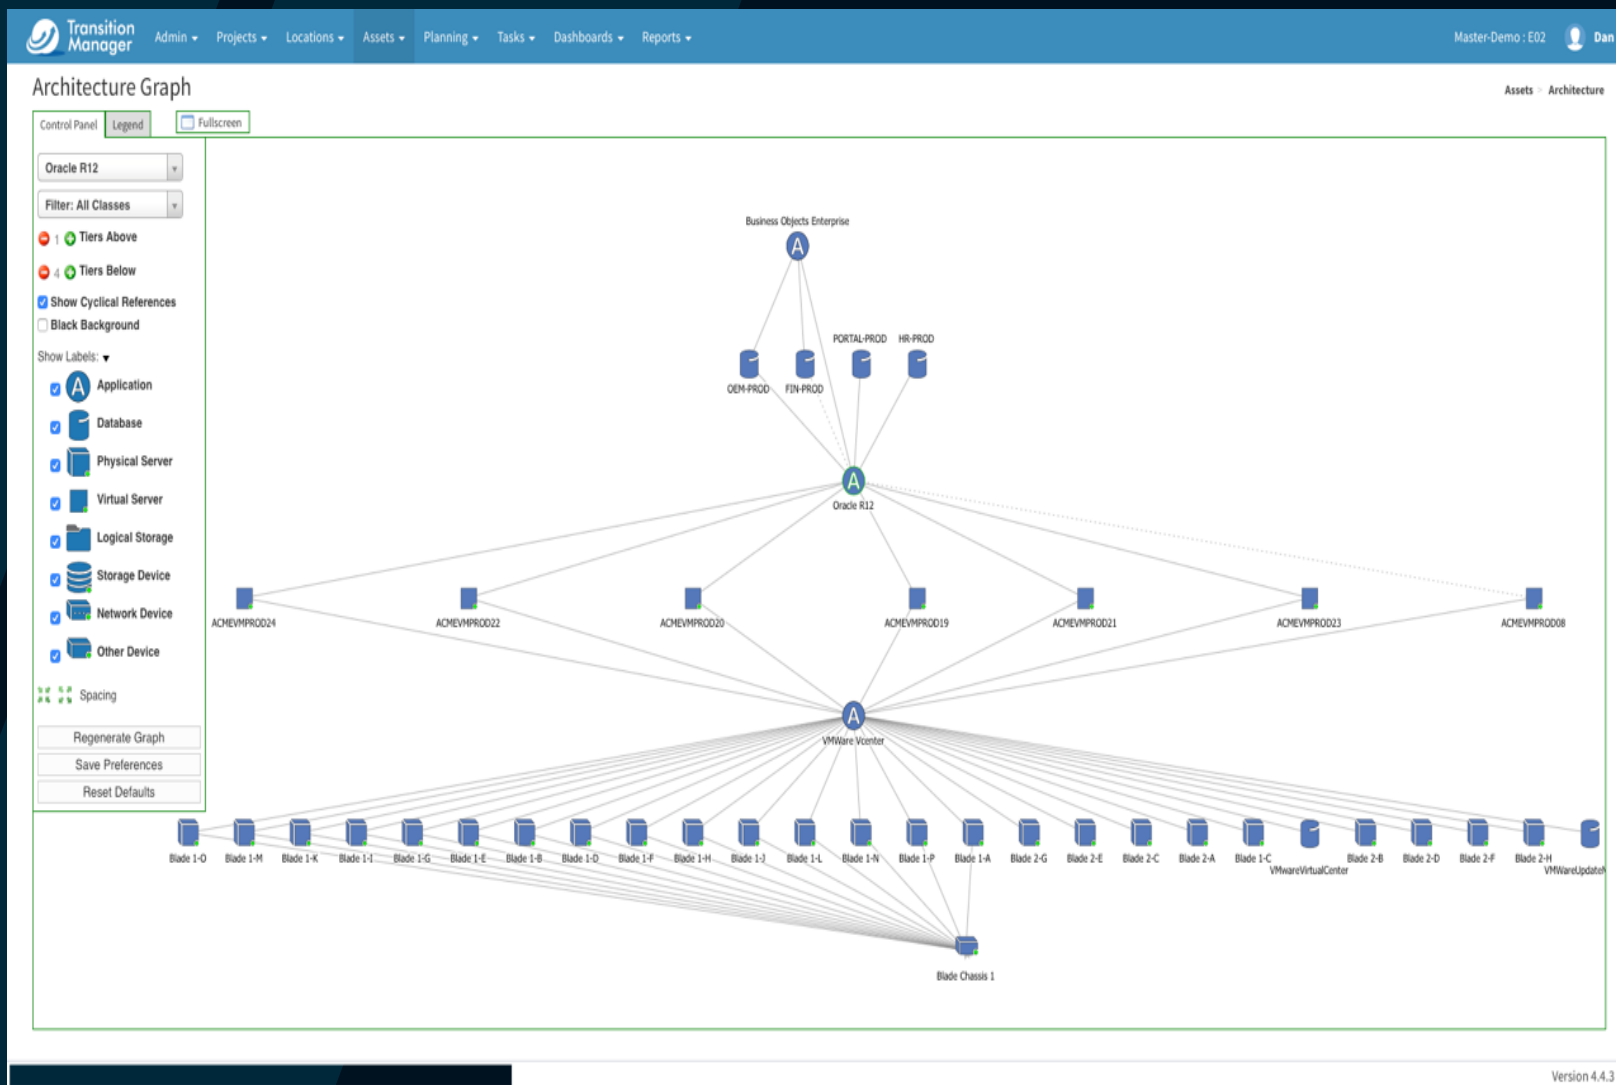 Transition
Manager
Admin Projects Locations Assets Planning Tasks Dashboards Reports
Master-Demo : E02 Dan
Architecture Graph
Assets > Architecture
Control Panel Legend Fullscreen
Oracle R12
Filter: All Classes
1 Tiers Above
4 Tiers Below
Show Cyclical References
Black Background
Show Labels:
A Application
Database
Physical Server
Virtual Server
Logical Storage
Storage Device
Network Device
Other Device
Spacing
Regenerate Graph
Save Preferences
Reset Defaults
Business Objects Enterprise
A
PORTAL-PROD HR-PROD
OEM-PROD FIN-PROD
A
Oracle R12
ACMEVMPROD24 ACMEVMPROD22 ACMEVMPROD20 ACMEVMPROD19 ACMEVMPROD21 ACMEVMPROD23 ACMEVMPROD08
A
VMWare Vcenter
Blade 1-O Blade 1-M Blade 1-K Blade 1-I Blade 1-G Blade 1-E Blade 1-B Blade 1-D Blade 1-F Blade 1-H Blade 1-J Blade 1-L Blade 1-N Blade 1-P Blade 1-A Blade 2-G Blade 2-E Blade 2-C Blade 2-A Blade 1-C Blade 2-B Blade 2-D Blade 2-F Blade 2-H
VMwareVirtualCenter
Blade Chassis 1
Version 4.4.3